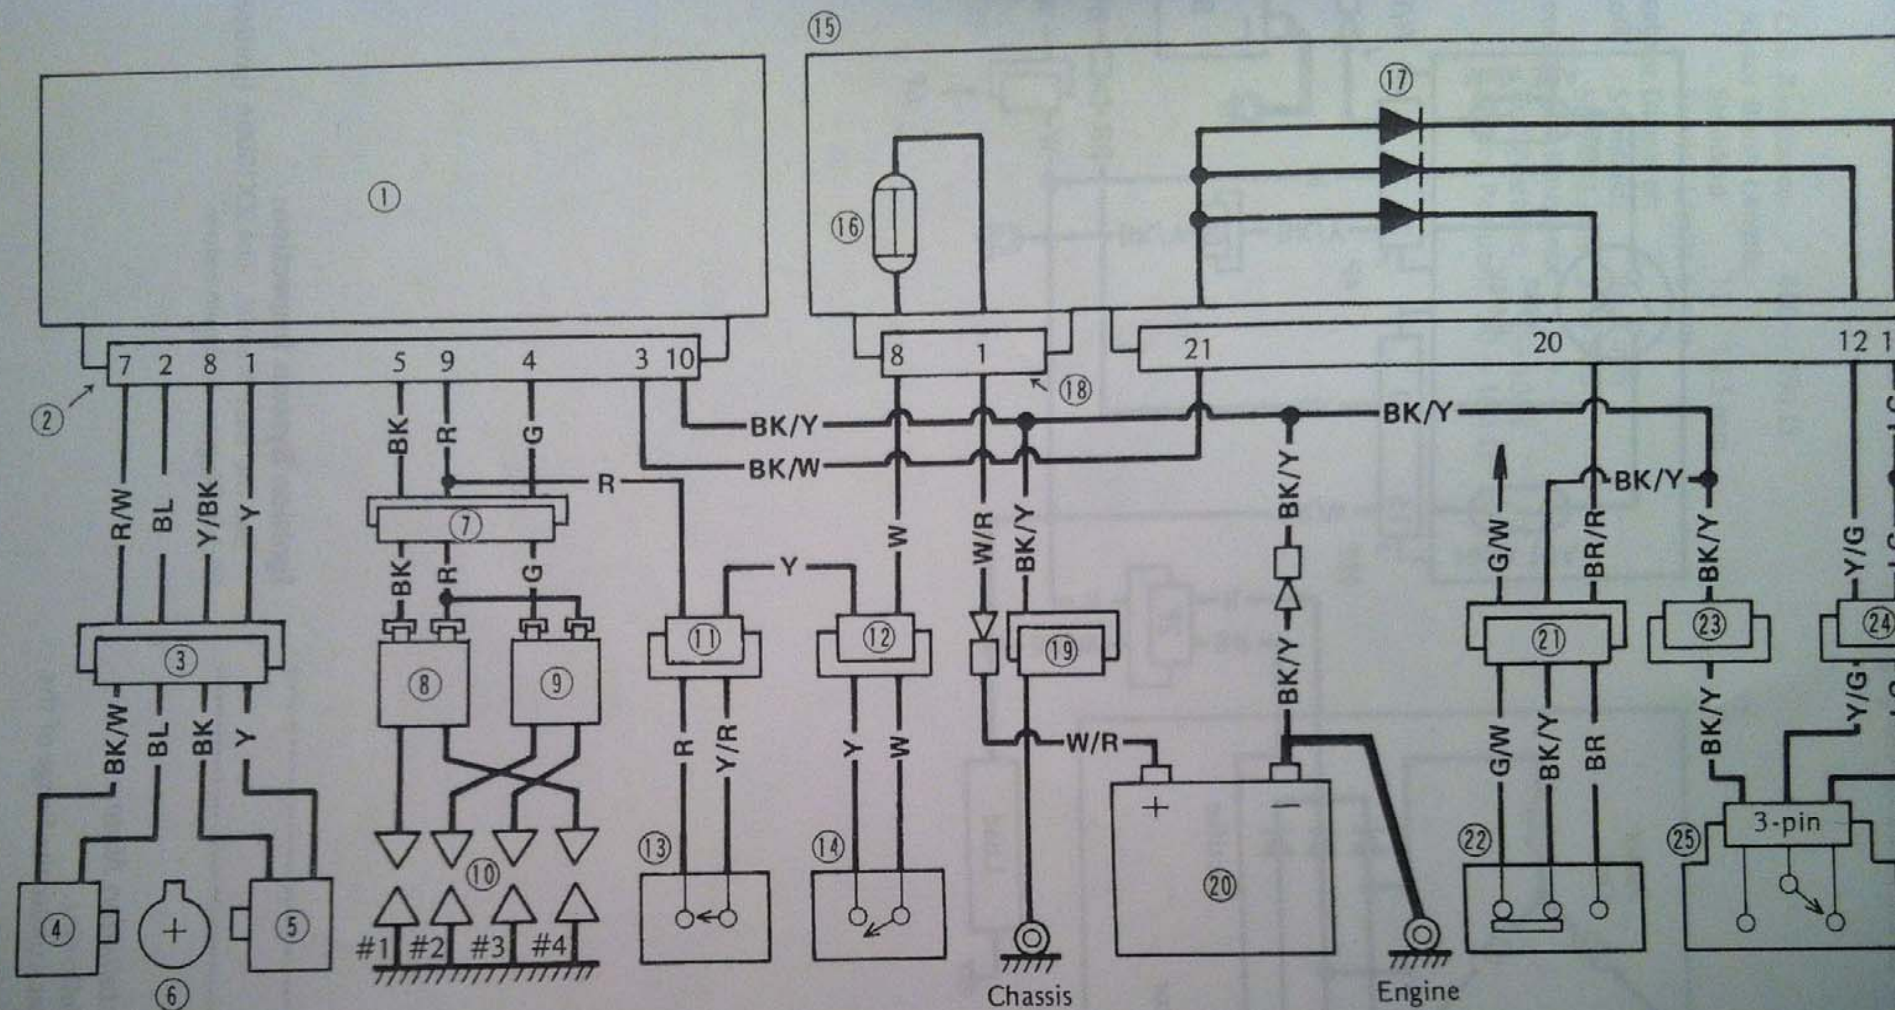 15
17
1
16
7 2 8 1 5 9 4 3 10
8 1
21 20 12 1
2
18
BK R G
BK/Y BK/Y
BK/W
R
BK/Y
R/W BL Y/BK Y
7
W W/R BK/Y BK/Y
G/W BR/R BK/Y Y/G
BK R G
Y
3
11 12 19
21 23 24
8 9
BK/W BL BK Y
R Y/R Y W
W/R
BK/Y
G/W BK/Y BR BK/Y Y/G
+ −
3-pin
13 14 22 25
10
20
4 + 5
#1 #2 #3 #4
6
Chassis Engine